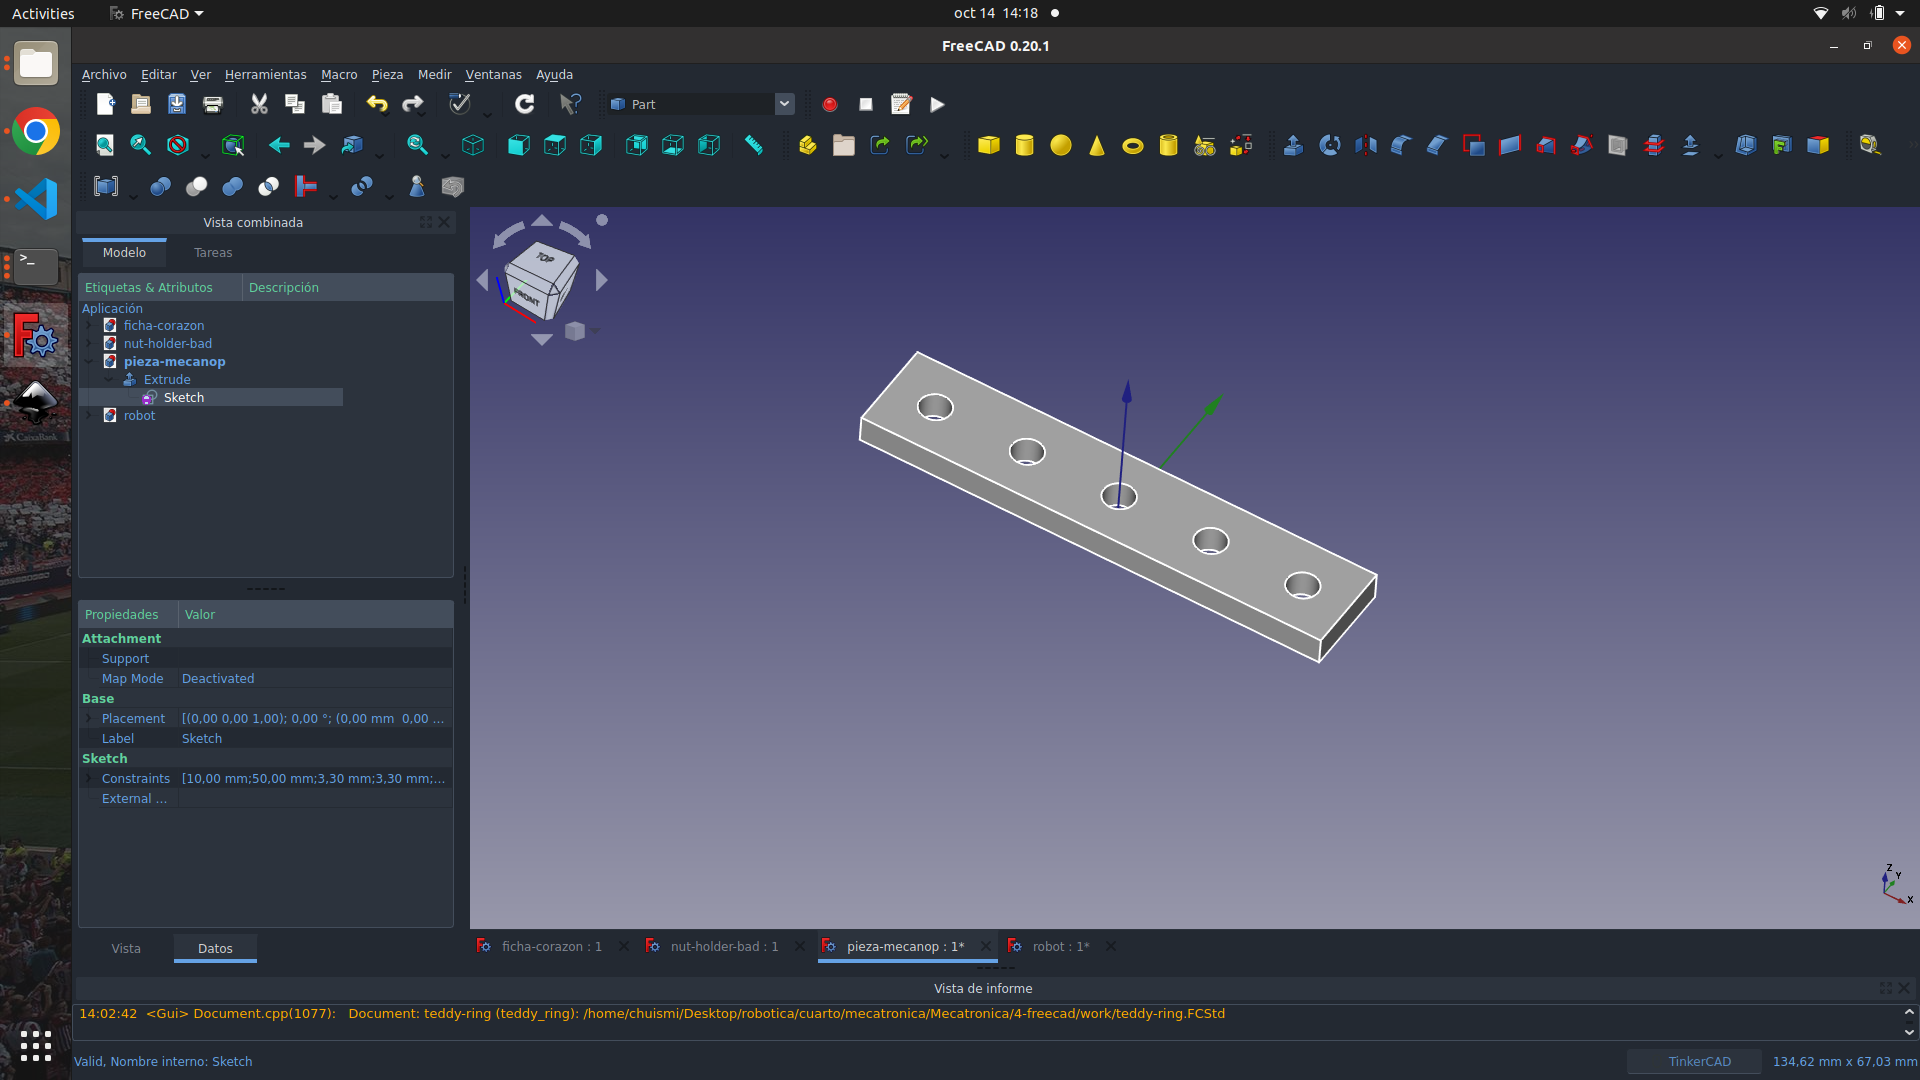 Activities
FreeCAD
oct 14 14:18
FreeCAD 0.20.1
Archivo Editar Ver Herramientas Macro Pieza Medir Ventanas Ayuda
Part
Vista combinada
Modelo Tareas
Etiquetas & Atributos Descripción
Aplicación
ficha-corazon
nut-holder-bad
pieza-mecanop
Extrude
Sketch
robot
TOP
FRONT
Propiedades Valor
Attachment
Support
Map Mode Deactivated
Base
Placement [(0,00 0,00 1,00); 0,00 °; (0,00 mm 0,00 ...
Label Sketch
Sketch
Constraints [10,00 mm;50,00 mm;3,30 mm;3,30 mm;...
External ...
Vista Datos
Z
Y
X
ficha-corazon : 1 nut-holder-bad : 1 pieza-mecanop : 1* robot : 1*
Vista de informe
14:02:42 <Gui> Document.cpp(1077): Document: teddy-ring (teddy_ring): /home/chuismi/Desktop/robotica/cuarto/mecatronica/Mecatronica/4-freecad/work/teddy-ring.FCStd
Valid, Nombre interno: Sketch
TinkerCAD 134,62 mm x 67,03 mm
CaixaBank